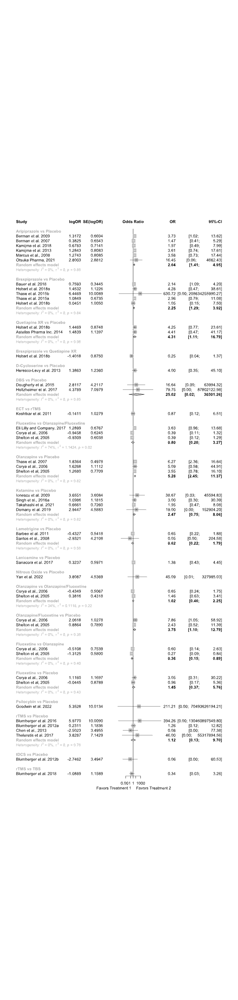 Study logOR SE(logOR) Odds Ratio OR 95%-CI
Aripiprazole vs Placebo
Berman et al. 2009 1.3172 0.6604 3.73 [1.02; 13.62]
Berman et al. 2007 0.3825 0.6543 1.47 [0.41; 5.29]
Kamijma et al. 2018 0.6783 0.7141 1.97 [0.49; 7.99]
Kamijma et al. 2013 1.2843 0.8083 3.61 [0.74; 17.61]
Marcus et al., 2008 1.2743 0.8085 3.58 [0.73; 17.44]
Otsuka Pharma, 2021 2.8003 2.8812 16.45 [0.06; 4662.43]
Random effects model 2.64 [1.41; 4.95]
Heterogeneity: I² = 0%, τ² = 0, p = 0.86
Brexpiprazole vs Placebo
Bauer et al. 2018 0.7593 0.3445 2.14 [1.09; 4.20]
Hobart et al. 2018a 1.4532 1.1226 4.28 [0.47; 38.61]
Thase et al. 2015b 6.4469 10.0089 630.72 [0.00; 208634255990.27]
Thase et al. 2015a 1.0849 0.6735 2.96 [0.79; 11.08]
Hobart et al. 2018b 0.0451 1.0050 1.05 [0.15; 7.50]
Random effects model 2.25 [1.29; 3.92]
Heterogeneity: I² = 0%, τ² = 0, p = 0.84
Quetiapine XR vs Placebo
Hobart et al. 2018b 1.4469 0.8748 4.25 [0.77; 23.61]
Astellas Pharma Inc. 2014 1.4839 1.1397 4.41 [0.47; 41.17]
Random effects model 4.31 [1.11; 16.79]
Heterogeneity: I² = 0%, τ² = 0, p = 0.98
Brexpiprazole vs Quetiapine XR
Hobart et al. 2018b -1.4018 0.8750 0.25 [0.04; 1.37]
D-Cycloserine vs Placebo
Heresco-Levy et al. 2013 1.3863 1.2360 4.00 [0.35; 45.10]
DBS vs Placebo
Dougherty et al. 2015 2.8117 4.2117 16.64 [0.00; 63994.32]
Holtzheimer et al. 2017 4.3789 7.0979 79.75 [0.00; 87802122.98]
Random effects model 25.02 [0.02; 30301.26]
Heterogeneity: I² = 0%, τ² = 0, p = 0.85
ECT vs rTMS
Keshtkar et al. 2011 -0.1411 1.0279 0.87 [0.12; 6.51]
Fluoxetine vs Olanzapine/Fluoxetine
Eli Lilly and Company, 2017 1.2899 0.6767 3.63 [0.96; 13.68]
Corya et al., 2006 -0.9458 0.6245 0.39 [0.11; 1.32]
Shelton et al. 2005 -0.9309 0.6038 0.39 [0.12; 1.29]
Random effects model 0.80 [0.20; 3.27]
Heterogeneity: I² = 74%, τ² = 1.1424, p = 0.02
Olanzapine vs Placebo
Thase et al. 2007 1.8364 0.4978 6.27 [2.36; 16.64]
Corya et al., 2006 1.6268 1.1112 5.09 [0.58; 44.91]
Shelton et al. 2005 1.2680 0.7709 3.55 [0.78; 16.10]
Random effects model 5.28 [2.45; 11.37]
Heterogeneity: I² = 0%, τ² = 0, p = 0.82
Ketamine vs Placebo
Ionescu et al. 2009 3.6551 3.6084 38.67 [0.03; 45594.83]
Singh et al., 2016a 1.0986 1.1815 3.00 [0.30; 30.39]
Takahashi et al. 2021 0.6661 0.7260 1.95 [0.47; 8.08]
Domany et al. 2019 2.9447 4.5883 19.00 [0.00; 152904.20]
Random effects model 2.47 [0.75; 8.06]
Heterogeneity: I² = 0%, τ² = 0, p = 0.82
Lamotrigine vs Placebo
Barbee et al. 2011 -0.4327 0.5418 0.65 [0.22; 1.88]
Santos et al., 2008 -2.9321 4.2108 0.05 [0.00; 204.58]
Random effects model 0.62 [0.22; 1.79]
Heterogeneity: I² = 0%, τ² = 0, p = 0.56
Lanicemine vs Placebo
Sanacora et al. 2017 0.3237 0.5971 1.38 [0.43; 4.45]
Nitrous Oxide vs Placebo
Yan et al. 2022 3.8087 4.5369 45.09 [0.01; 327985.03]
Olanzapine vs Olanzapine/Fluoxetine
Corya et al., 2006 -0.4349 0.5067 0.65 [0.24; 1.75]
Shelton et al. 2005 0.3816 0.4318 1.46 [0.63; 3.41]
Random effects model 1.02 [0.46; 2.25]
Heterogeneity: I² = 34%, τ² = 0.1116, p = 0.22
Olanzapine/Fluoxetine vs Placebo
Corya et al., 2006 2.0618 1.0278 7.86 [1.05; 58.92]
Shelton et al, 2005 0.8864 0.7890 2.43 [0.52; 11.39]
Random effects model 3.75 [1.10; 12.79]
Heterogeneity: I² = 0%, τ² = 0, p = 0.36
Fluoxetine vs Olanzapine
Corya et al., 2006 -0.5108 0.7539 0.60 [0.14; 2.63]
Shelton et al, 2005 -1.3125 0.5800 0.27 [0.09; 0.84]
Random effects model 0.36 [0.15; 0.89]
Heterogeneity: I² = 0%, τ² = 0, p = 0.40
Fluoxetine vs Placebo
Corya et al., 2006 1.1160 1.1697 3.05 [0.31; 30.22]
Shelton et al, 2005 -0.0445 0.8789 0.96 [0.17; 5.36]
Random effects model 1.45 [0.37; 5.76]
Heterogeneity: I² = 0%, τ² = 0, p = 0.43
Psilocybin vs Placebo
Goodwin et al. 2022 5.3528 10.0134 211.21 [0.00; 70493626194.21]
rTMS vs Placebo
Blumberger et al. 2016 5.9770 10.0090 394.26 [0.00; 130460897549.80]
Blumberger et al. 2012a 0.2311 1.1836 1.26 [0.12; 12.82]
Chen et al., 2013 -2.5023 3.4955 0.08 [0.00; 77.38]
Theleretis et al. 2017 3.8287 7.1429 46.00 [0.00; 55317894.56]
Random effects model 1.12 [0.13; 9.70]
Heterogeneity: I² = 0%, τ² = 0, p = 0.76
tDCS vs Placebo
Blumberger et al. 2012b -2.7462 3.4947 0.06 [0.00; 60.53]
rTMS vs TBS
Blumberger et al. 2018 -1.0889 1.1589 0.34 [0.03; 3.26]
0.001 1 1000
Favors Treatment 1 Favors Treatment 2